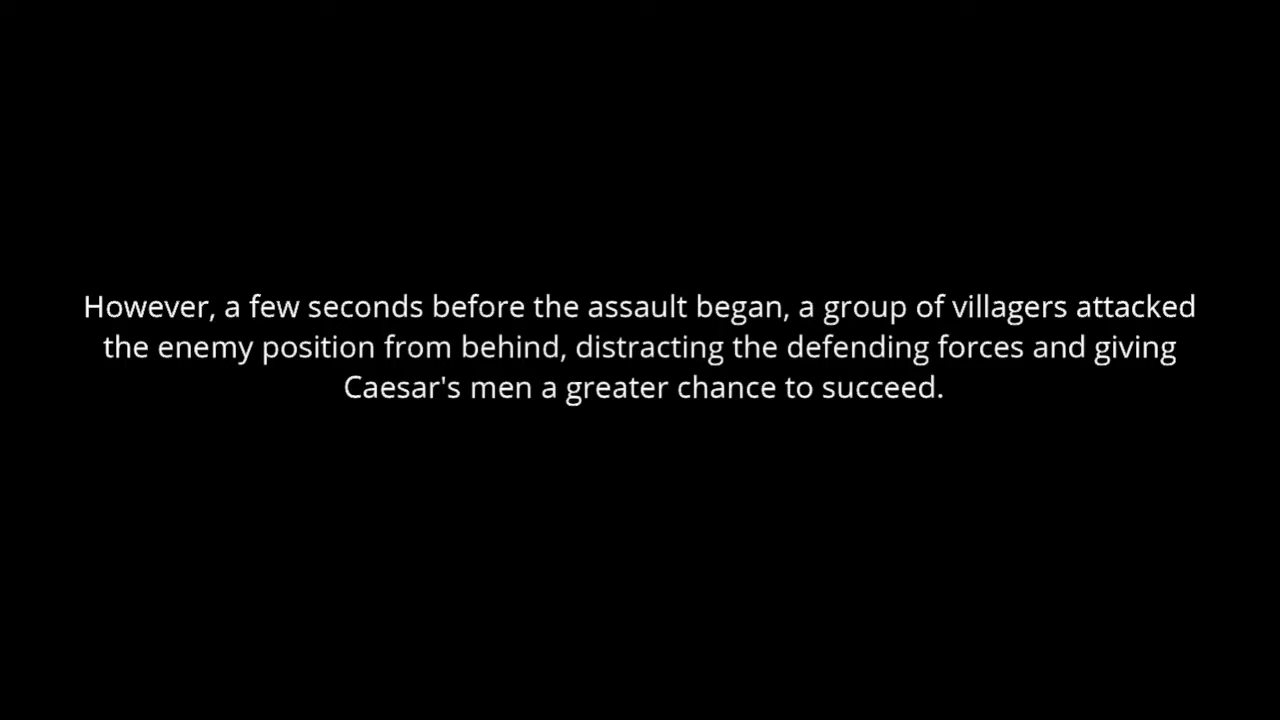 However, a few seconds before the assault began, a group of villagers attacked
the enemy position from behind, distracting the defending forces and giving
Caesar's men a greater chance to succeed.